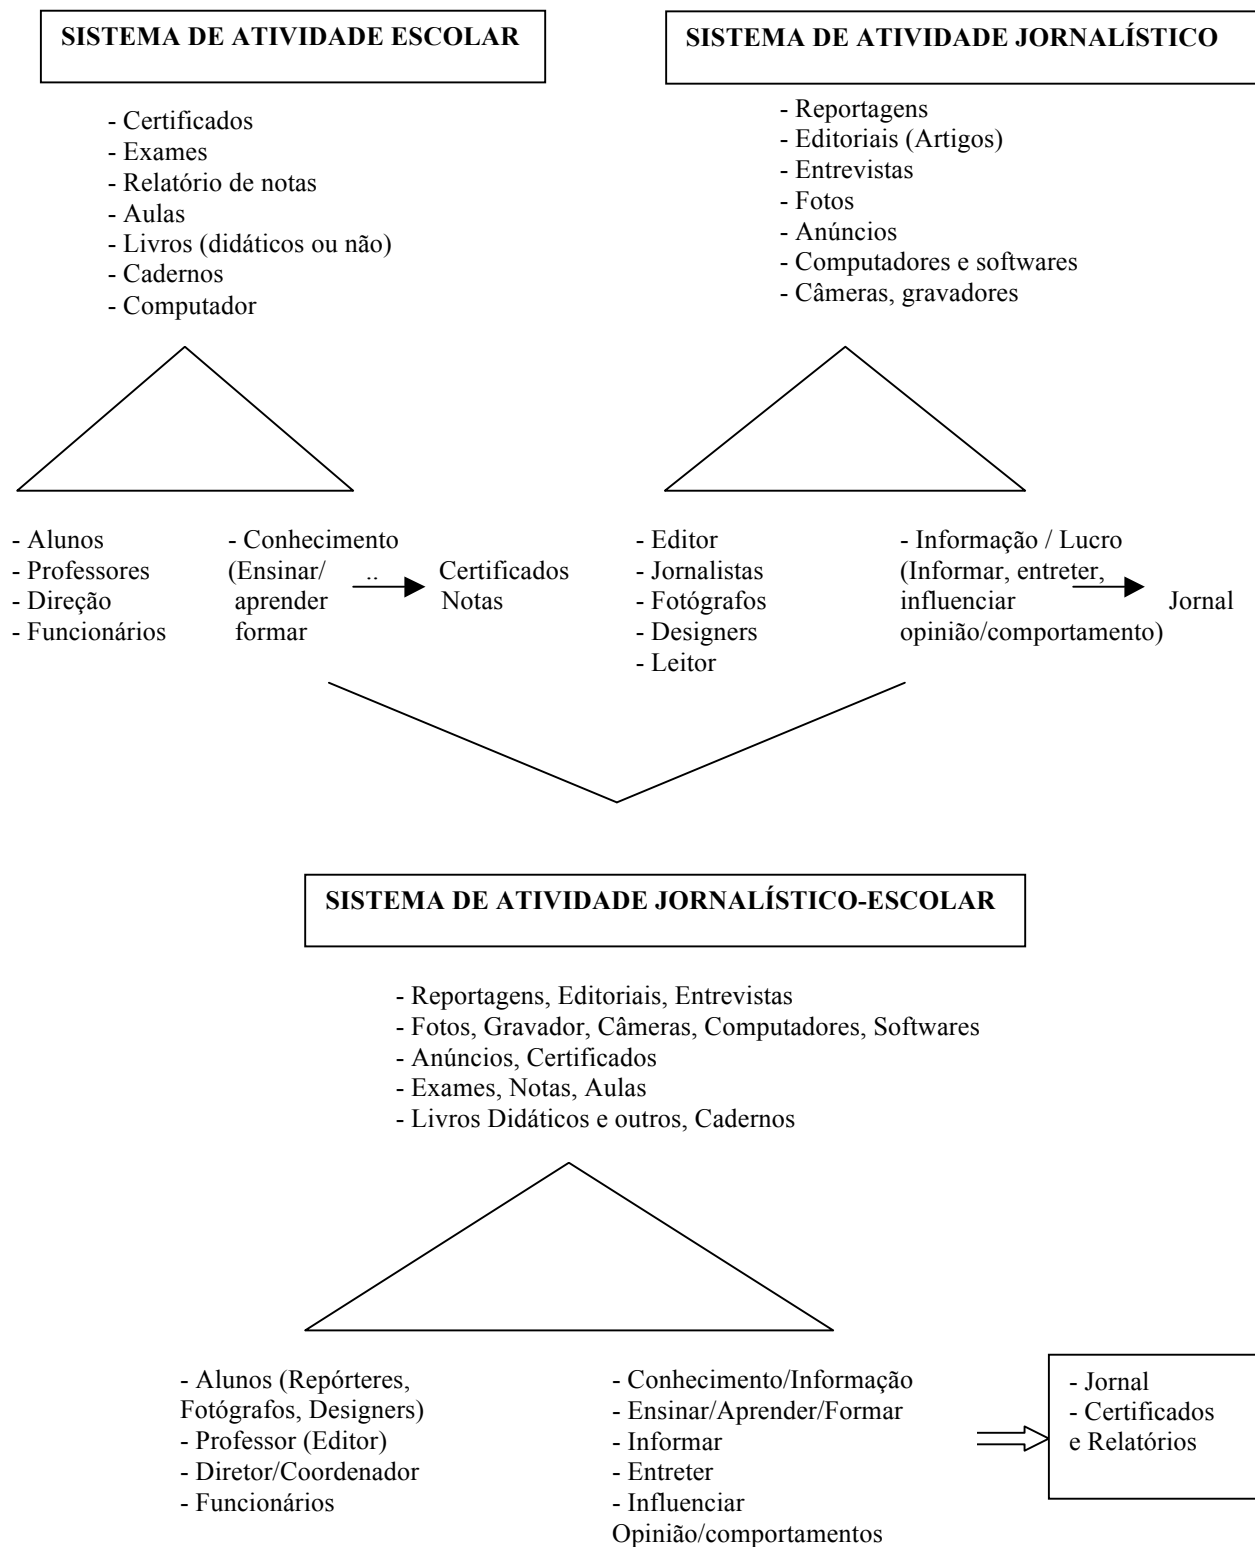 SISTEMA DE ATIVIDADE ESCOLAR
- Certificados
- Exames
- Relatório de notas
- Aulas
- Livros (didáticos ou não)
- Cadernos
- Computador
- Alunos
- Professores
- Direção
- Funcionários
- Conhecimento
(Ensinar/
aprender
formar
..
Certificados
Notas
SISTEMA DE ATIVIDADE JORNALÍSTICO
- Reportagens
- Editoriais (Artigos)
- Entrevistas
- Fotos
- Anúncios
- Computadores e softwares
- Câmeras, gravadores
- Editor
- Jornalistas
- Fotógrafos
- Designers
- Leitor
- Informação / Lucro
(Informar, entreter,
influenciar
opinião/comportamento)
Jornal
SISTEMA DE ATIVIDADE JORNALÍSTICO-ESCOLAR
- Reportagens, Editoriais, Entrevistas
- Fotos, Gravador, Câmeras, Computadores, Softwares
- Anúncios, Certificados
- Exames, Notas, Aulas
- Livros Didáticos e outros, Cadernos
- Alunos (Repórteres,
Fotógrafos, Designers)
- Professor (Editor)
- Diretor/Coordenador
- Funcionários
- Conhecimento/Informação
- Ensinar/Aprender/Formar
- Informar
- Entreter
- Influenciar
Opinião/comportamentos
- Jornal
- Certificados
e Relatórios